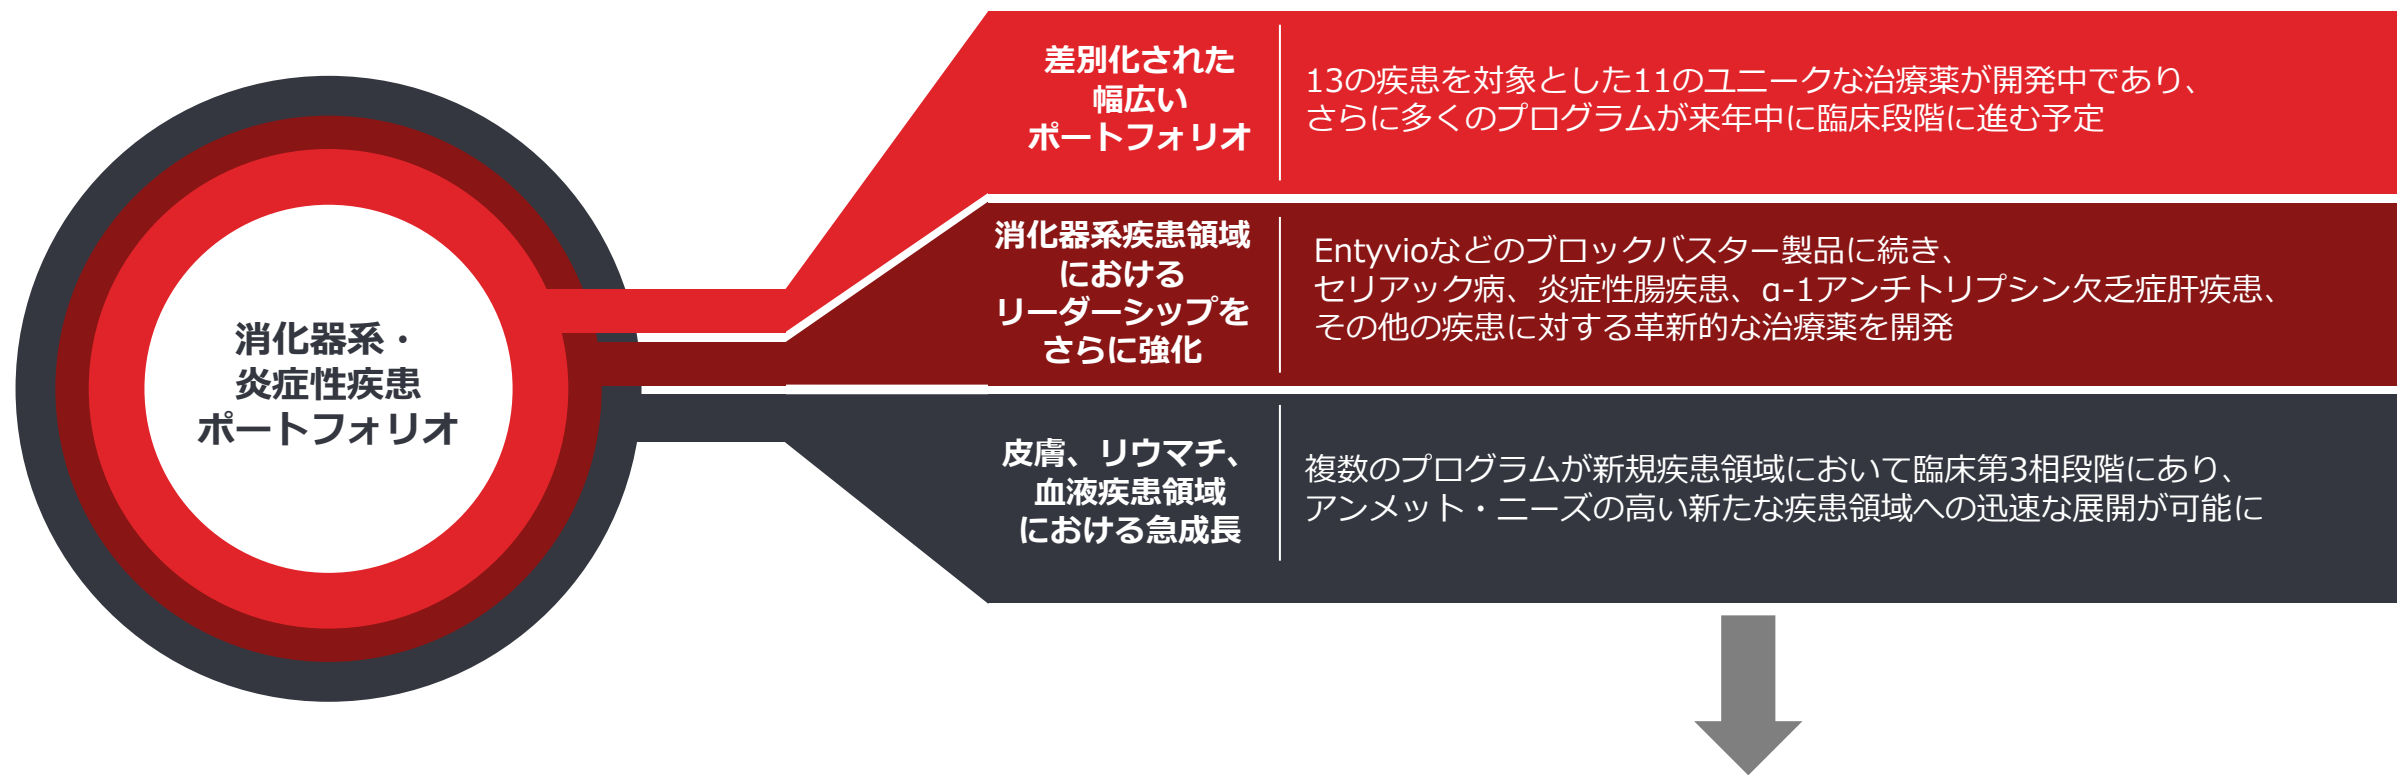 消化器系・
炎症性疾患
ポートフォリオ
差別化された
幅広い
ポートフォリオ
13の疾患を対象とした11のユニークな治療薬が開発中であり、
さらに多くのプログラムが来年中に臨床段階に進む予定
消化器系疾患領域
における
リーダーシップを
さらに強化
Entyvioなどのブロックバスター製品に続き、
セリアック病、炎症性腸疾患、α-1アンチトリプシン欠乏症肝疾患、
その他の疾患に対する革新的な治療薬を開発
皮膚、リウマチ、
血液疾患領域
における急成長
複数のプログラムが新規疾患領域において臨床第3相段階にあり、
アンメット・ニーズの高い新たな疾患領域への迅速な展開が可能に